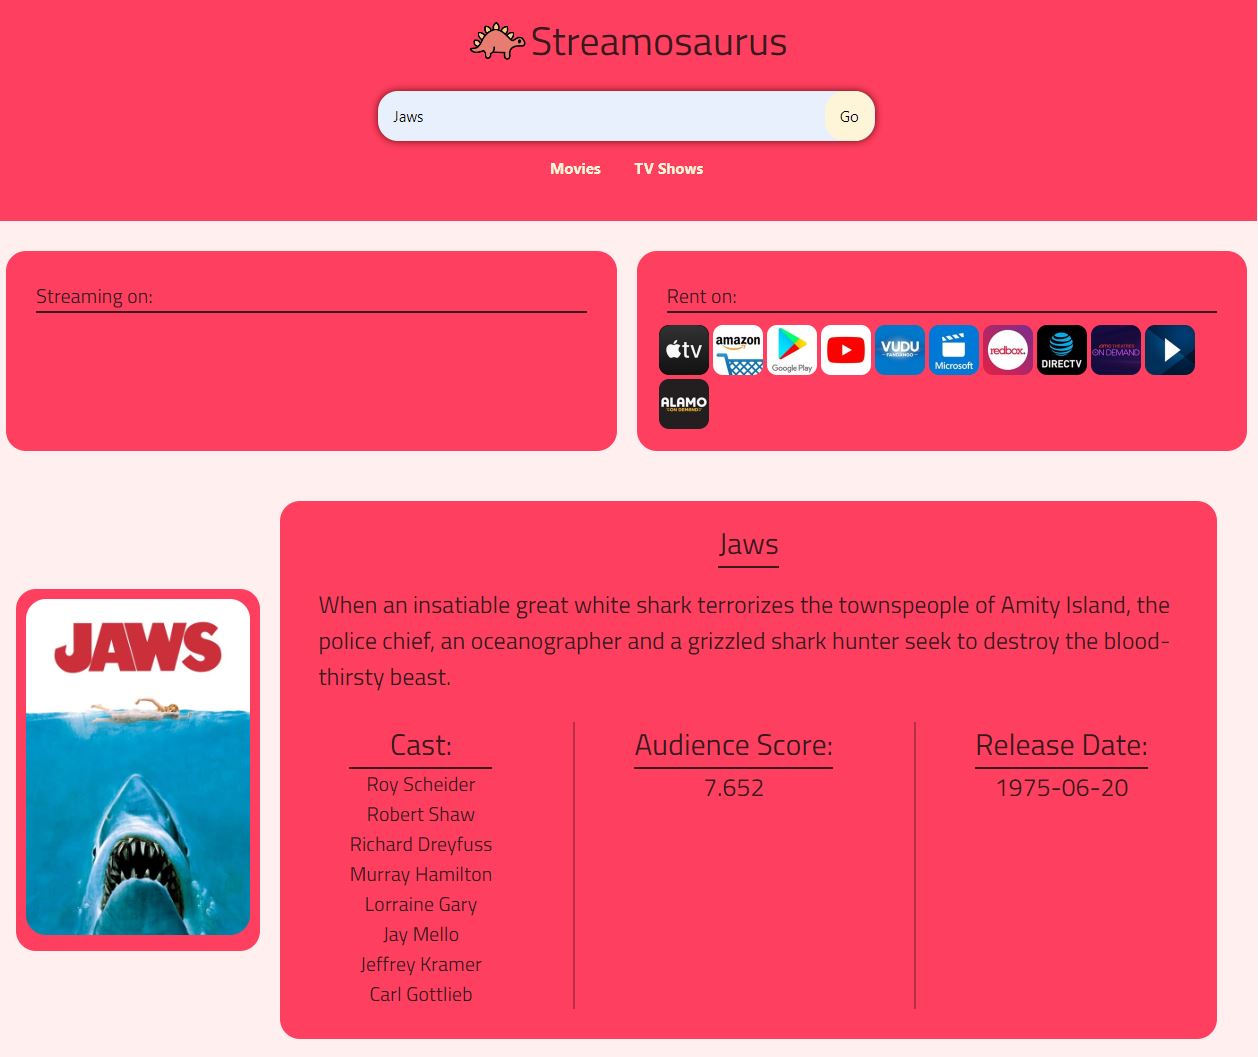 Streamosaurus
Jaws
Go
Movies TV Shows
Streaming on:
Rent on:
tv
amazon
Google Play
VUDU
FANDANGO
Microsoft
redbox.
DIRECTV
amc THEATRES
ON DEMAND
ALAMO
ON DEMAND
Jaws
When an insatiable great white shark terrorizes the townspeople of Amity Island, the
police chief, an oceanographer and a grizzled shark hunter seek to destroy the blood-
thirsty beast.
JAWS
Cast:
Roy Scheider
Robert Shaw
Richard Dreyfuss
Murray Hamilton
Lorraine Gary
Jay Mello
Jeffrey Kramer
Carl Gottlieb
Audience Score:
7.652
Release Date:
1975-06-20